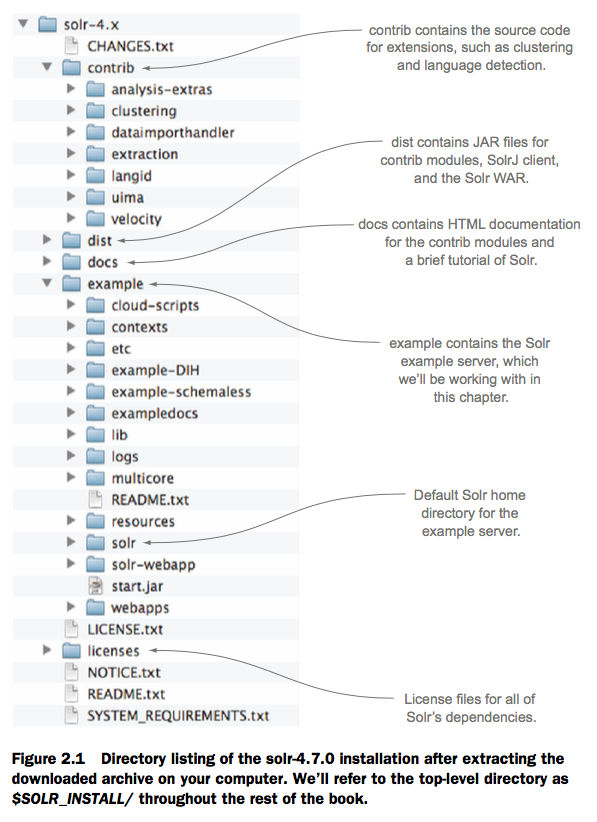 solr-4.x
CHANGES.txt
contrib
analysis-extras
clustering
dataimporthandler
extraction
langid
uima
velocity
dist
docs
example
cloud-scripts
contexts
etc
example-DIH
example-schemaless
exampledocs
lib
logs
multicore
README.txt
resources
solr
solr-webapp
start.jar
webapps
LICENSE.txt
licenses
NOTICE.txt
README.txt
SYSTEM_REQUIREMENTS.txt
contrib contains the source code
for extensions, such as clustering
and language detection.
dist contains JAR files for
contrib modules, SolrJ client,
and the Solr WAR.
docs contains HTML documentation
for the contrib modules and
a brief tutorial of Solr.
example contains the Solr
example server, which
we'll be working with in
this chapter.
Default Solr home
directory for the
example server.
License files for all of
Solr's dependencies.
Figure 2.1 Directory listing of the solr-4.7.0 installation after extracting the
downloaded archive on your computer. We'll refer to the top-level directory as
$SOLR_INSTALL/ throughout the rest of the book.